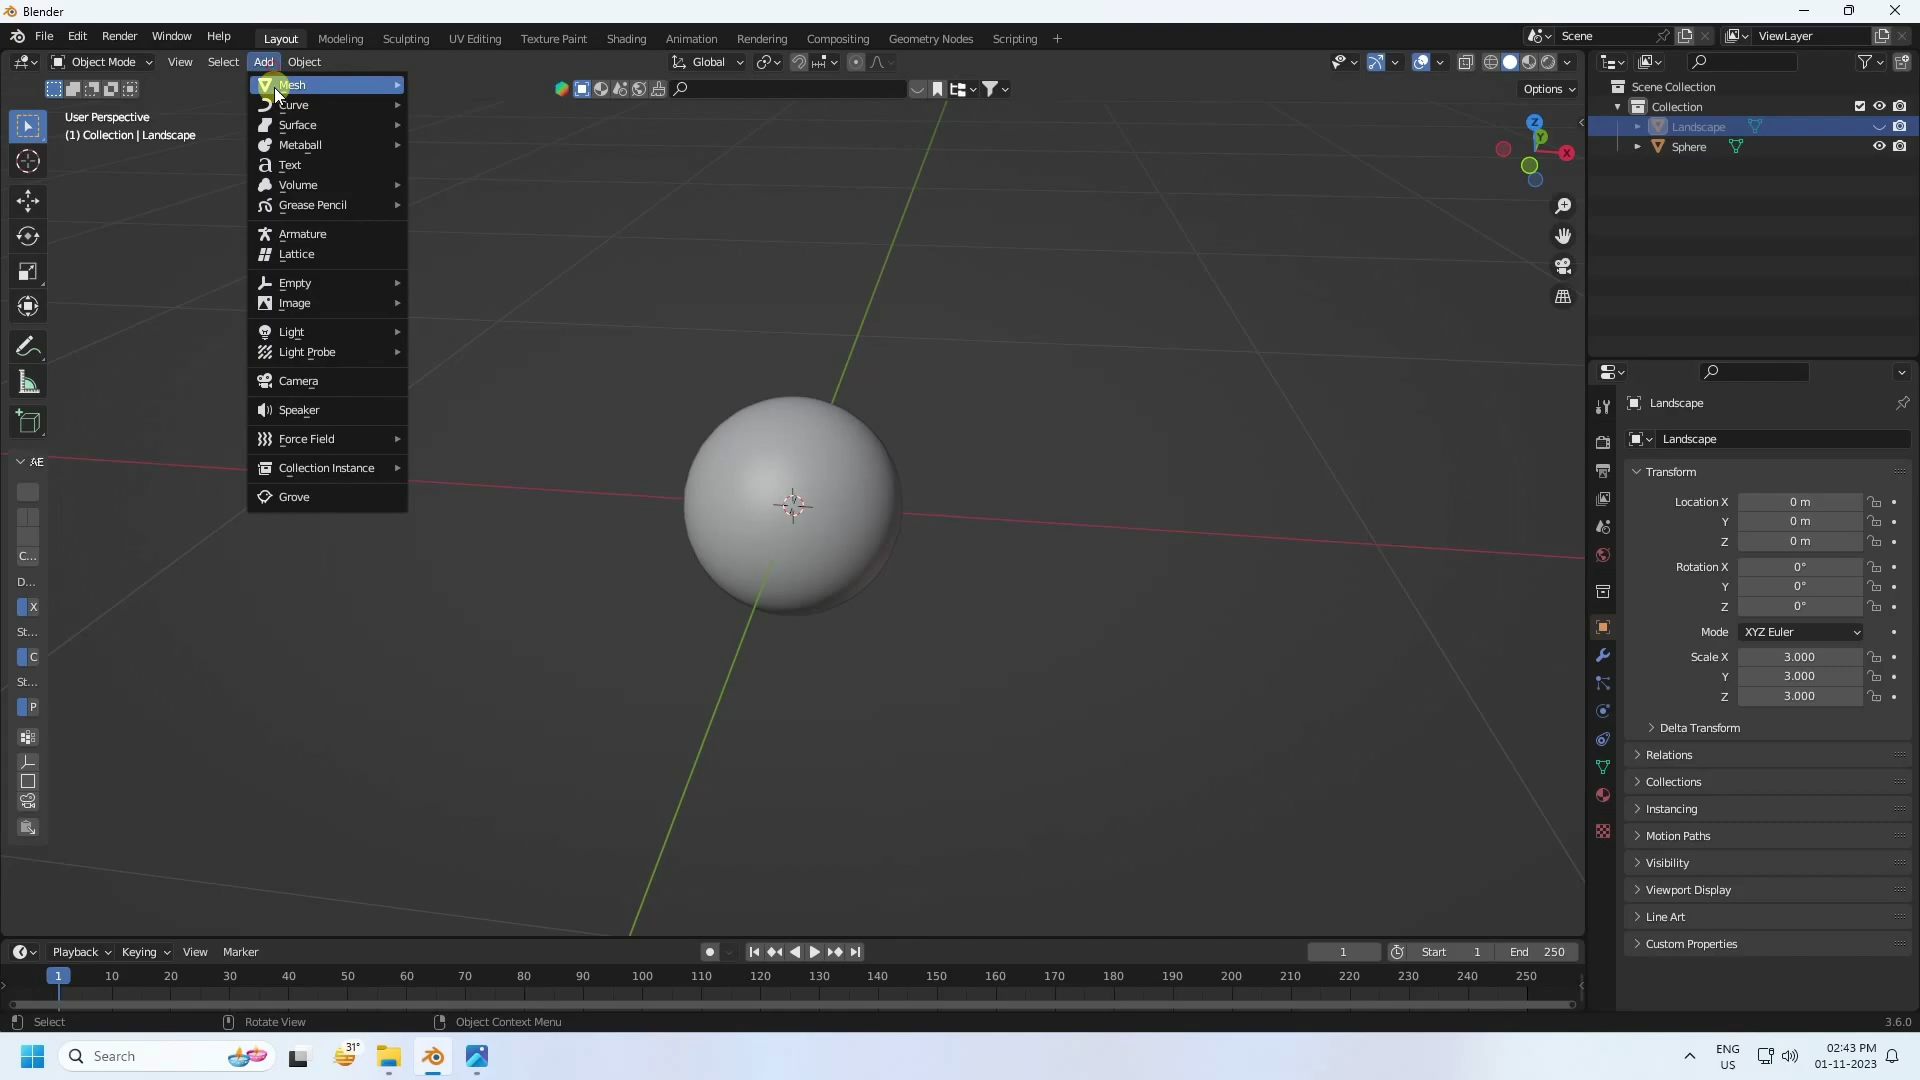 Blender
File Edit Render Window Help
Layout Modeling Sculpting UV Editing Texture Paint Shading Animation Rendering Compositing Geometry Nodes Scripting +
Scene
ViewLayer
Object Mode View Select Add Object
Global
Options
User Perspective
(1) Collection | Landscape
Mesh
Curve
Surface
Metaball
Text
Volume
Grease Pencil
Armature
Lattice
Empty
Image
Light
Light Probe
Camera
Speaker
Force Field
Collection Instance
Grove
AE
C...
D...
X
St...
C
St...
P
Z
Y
X
Scene Collection
Collection
Landscape
Sphere
Landscape
Landscape
Transform
Location X 0 m
Y 0 m
Z 0 m
Rotation X 0°
Y 0°
Z 0°
Mode XYZ Euler
Scale X 3.000
Y 3.000
Z 3.000
Delta Transform
Relations
Collections
Instancing
Motion Paths
Visibility
Viewport Display
Line Art
Custom Properties
Playback Keying View Marker
1 Start 1 End 250
1 10 20 30 40 50 60 70 80 90 100 110 120 130 140 150 160 170 180 190 200 210 220 230 240 250
Select Rotate View Object Context Menu 3.6.0
Search
31°
ENG
US
02:43 PM
01-11-2023